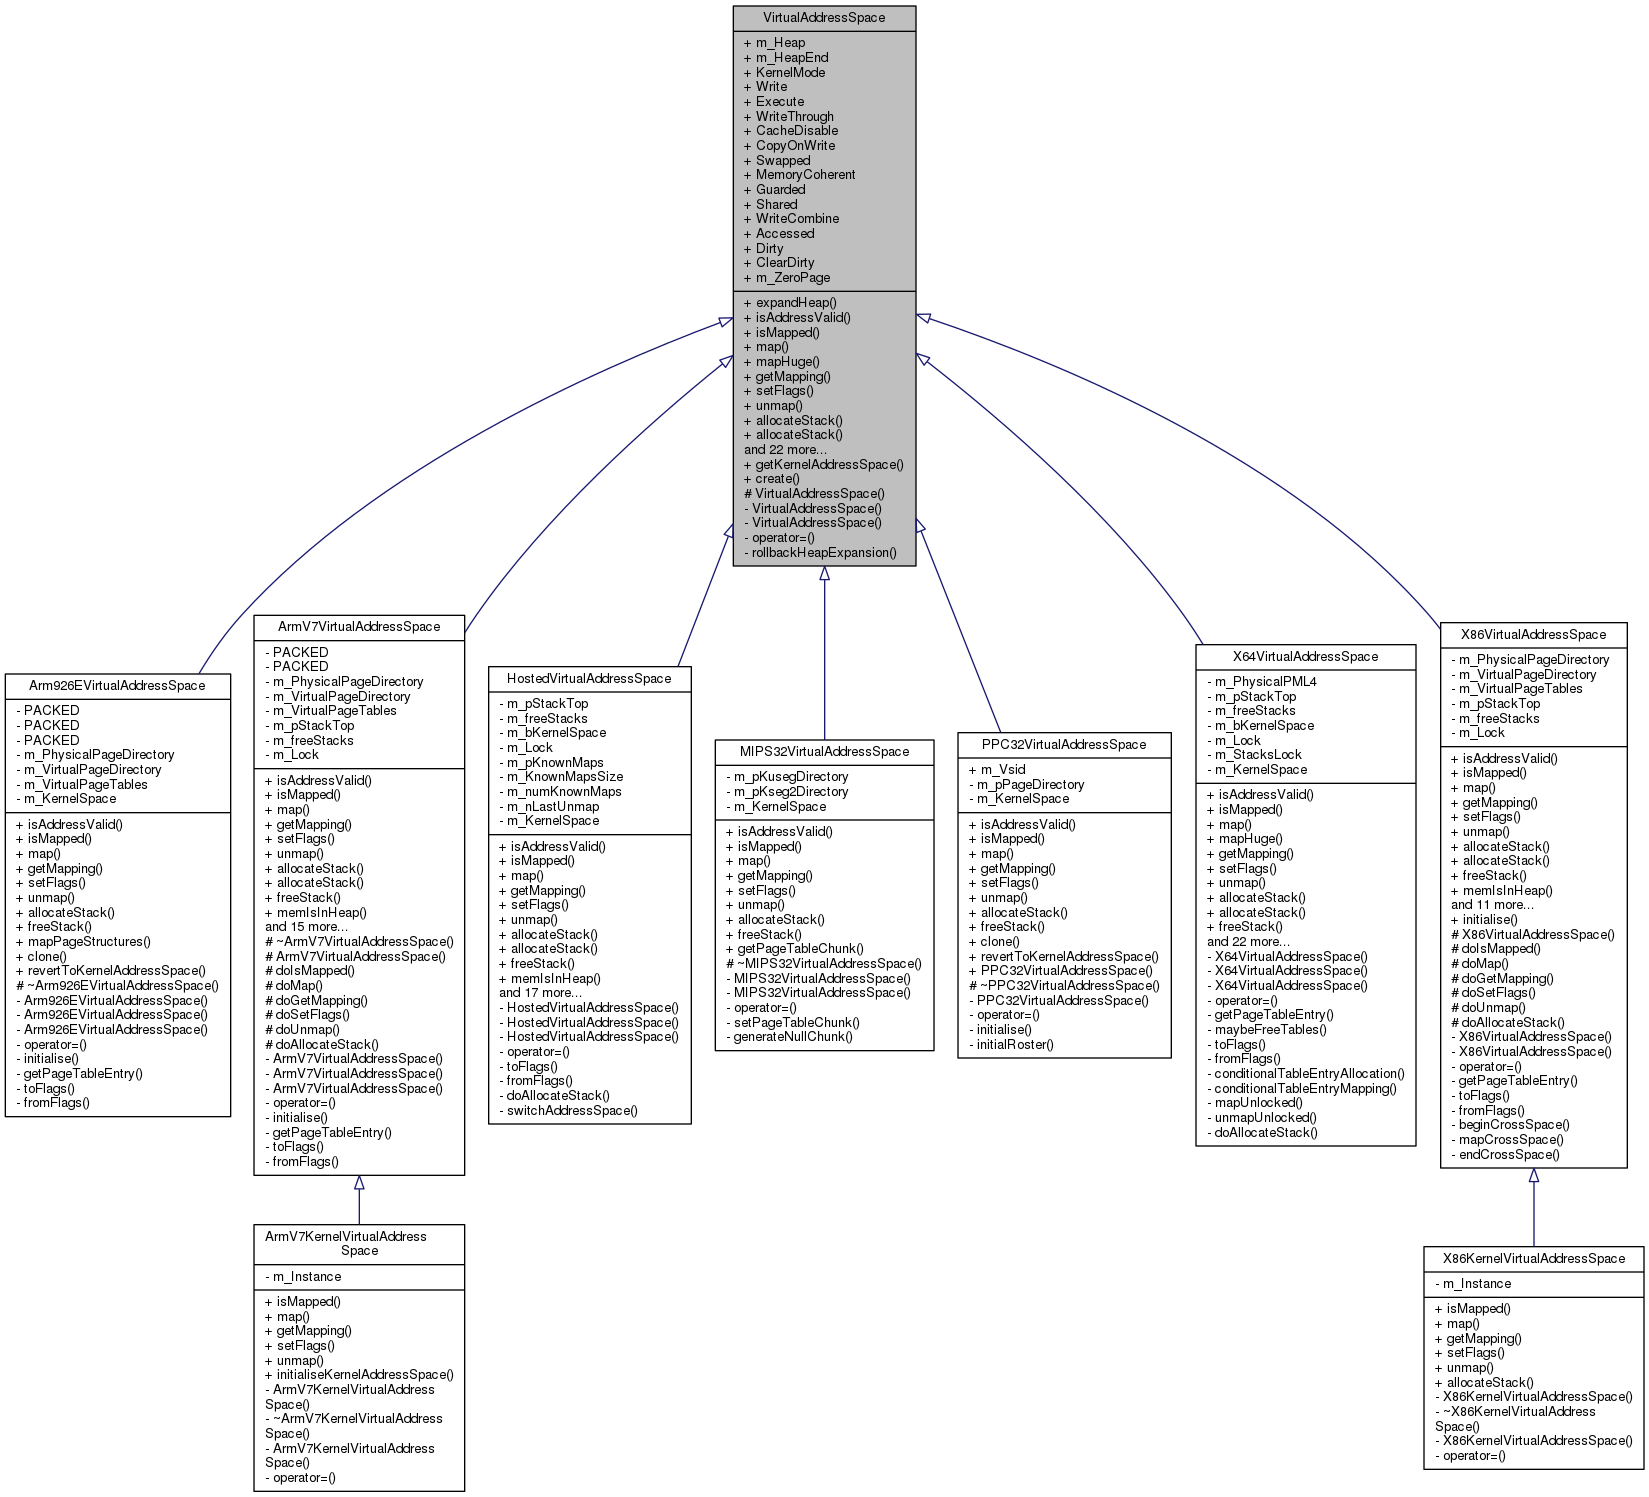 VirtualAddressSpace
+ m_Heap
+ m_HeapEnd
+ KernelMode
+ Write
+ Execute
+ WriteThrough
+ CacheDisable
+ CopyOnWrite
+ Swapped
+ MemoryCoherent
+ Guarded
+ Shared
+ WriteCombine
+ Accessed
+ Dirty
+ ClearDirty
+ m_ZeroPage
+ expandHeap()
+ isAddressValid()
+ isMapped()
+ map()
+ mapHuge()
+ getMapping()
+ setFlags()
+ unmap()
+ allocateStack()
+ allocateStack()
and 22 more...
+ getKernelAddressSpace()
+ create()
# VirtualAddressSpace()
- VirtualAddressSpace()
- VirtualAddressSpace()
- operator=()
- rollbackHeapExpansion()
Arm926EVirtualAddressSpace
- PACKED
- PACKED
- PACKED
- m_PhysicalPageDirectory
- m_VirtualPageDirectory
- m_VirtualPageTables
- m_KernelSpace
+ isAddressValid()
+ isMapped()
+ map()
+ getMapping()
+ setFlags()
+ unmap()
+ allocateStack()
+ freeStack()
+ mapPageStructures()
+ clone()
+ revertToKernelAddressSpace()
# ~Arm926EVirtualAddressSpace()
- Arm926EVirtualAddressSpace()
- Arm926EVirtualAddressSpace()
- Arm926EVirtualAddressSpace()
- operator=()
- initialise()
- getPageTableEntry()
- toFlags()
- fromFlags()
ArmV7VirtualAddressSpace
- PACKED
- PACKED
- m_PhysicalPageDirectory
- m_VirtualPageDirectory
- m_VirtualPageTables
- m_pStackTop
- m_freeStacks
- m_Lock
+ isAddressValid()
+ isMapped()
+ map()
+ getMapping()
+ setFlags()
+ unmap()
+ allocateStack()
+ allocateStack()
+ freeStack()
+ memIsInHeap()
and 15 more...
# ~ArmV7VirtualAddressSpace()
# ArmV7VirtualAddressSpace()
# doIsMapped()
# doMap()
# doGetMapping()
# doSetFlags()
# doUnmap()
# doAllocateStack()
- ArmV7VirtualAddressSpace()
- ArmV7VirtualAddressSpace()
- ArmV7VirtualAddressSpace()
- operator=()
- initialise()
- getPageTableEntry()
- toFlags()
- fromFlags()
HostedVirtualAddressSpace
- m_pStackTop
- m_freeStacks
- m_bKernelSpace
- m_Lock
- m_pKnownMaps
- m_KnownMapsSize
- m_numKnownMaps
- m_nLastUnmap
- m_KernelSpace
+ isAddressValid()
+ isMapped()
+ map()
+ getMapping()
+ setFlags()
+ unmap()
+ allocateStack()
+ allocateStack()
+ freeStack()
+ memIsInHeap()
and 17 more...
- HostedVirtualAddressSpace()
- HostedVirtualAddressSpace()
- HostedVirtualAddressSpace()
- operator=()
- toFlags()
- fromFlags()
- doAllocateStack()
- switchAddressSpace()
MIPS32VirtualAddressSpace
- m_pKusegDirectory
- m_pKseg2Directory
- m_KernelSpace
+ isAddressValid()
+ isMapped()
+ map()
+ getMapping()
+ setFlags()
+ unmap()
+ allocateStack()
+ freeStack()
+ getPageTableChunk()
# ~MIPS32VirtualAddressSpace()
- MIPS32VirtualAddressSpace()
- MIPS32VirtualAddressSpace()
- operator=()
- setPageTableChunk()
- generateNullChunk()
PPC32VirtualAddressSpace
+ m_Vsid
- m_pPageDirectory
- m_KernelSpace
+ isAddressValid()
+ isMapped()
+ map()
+ getMapping()
+ setFlags()
+ unmap()
+ allocateStack()
+ freeStack()
+ clone()
+ revertToKernelAddressSpace()
+ PPC32VirtualAddressSpace()
# ~PPC32VirtualAddressSpace()
- PPC32VirtualAddressSpace()
- operator=()
- initialise()
- initialRoster()
X64VirtualAddressSpace
- m_PhysicalPML4
- m_pStackTop
- m_freeStacks
- m_bKernelSpace
- m_Lock
- m_StacksLock
- m_KernelSpace
+ isAddressValid()
+ isMapped()
+ map()
+ mapHuge()
+ getMapping()
+ setFlags()
+ unmap()
+ allocateStack()
+ allocateStack()
+ freeStack()
and 22 more...
- X64VirtualAddressSpace()
- X64VirtualAddressSpace()
- X64VirtualAddressSpace()
- operator=()
- getPageTableEntry()
- maybeFreeTables()
- toFlags()
- fromFlags()
- conditionalTableEntryAllocation()
- conditionalTableEntryMapping()
- mapUnlocked()
- unmapUnlocked()
- doAllocateStack()
X86VirtualAddressSpace
- m_PhysicalPageDirectory
- m_VirtualPageDirectory
- m_VirtualPageTables
- m_pStackTop
- m_freeStacks
- m_Lock
+ isAddressValid()
+ isMapped()
+ map()
+ getMapping()
+ setFlags()
+ unmap()
+ allocateStack()
+ allocateStack()
+ freeStack()
+ memIsInHeap()
and 11 more...
+ initialise()
# X86VirtualAddressSpace()
# doIsMapped()
# doMap()
# doGetMapping()
# doSetFlags()
# doUnmap()
# doAllocateStack()
- X86VirtualAddressSpace()
- X86VirtualAddressSpace()
- operator=()
- getPageTableEntry()
- toFlags()
- fromFlags()
- beginCrossSpace()
- mapCrossSpace()
- endCrossSpace()
ArmV7KernelVirtualAddress
Space
- m_Instance
+ isMapped()
+ map()
+ getMapping()
+ setFlags()
+ unmap()
+ initialiseKernelAddressSpace()
- ArmV7KernelVirtualAddress
Space()
- ~ArmV7KernelVirtualAddress
Space()
- ArmV7KernelVirtualAddress
Space()
- operator=()
X86KernelVirtualAddressSpace
- m_Instance
+ isMapped()
+ map()
+ getMapping()
+ setFlags()
+ unmap()
+ allocateStack()
- X86KernelVirtualAddressSpace()
- ~X86KernelVirtualAddress
Space()
- X86KernelVirtualAddressSpace()
- operator=()